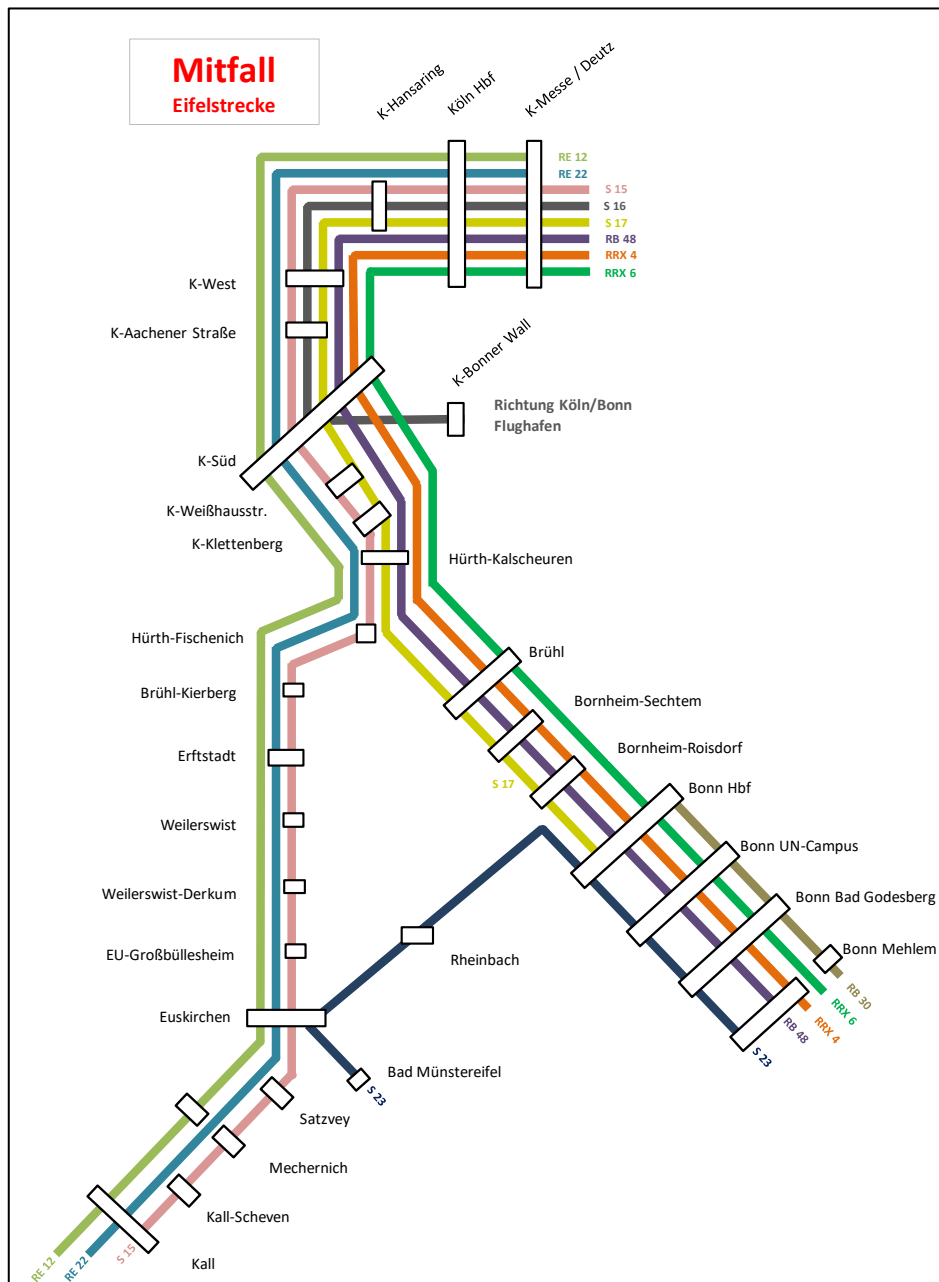 Mitfall
Eifelstrecke
K-Hansaring
Köln Hbf
K-Messe / Deutz
RE 12
RE 22
S 15
S 16
S 17
RB 48
RRX 4
RRX 6
K-West
K-Aachener Straße
K-Bonner Wall
Richtung Köln/Bonn
Flughafen
K-Süd
K-Weißhausstr.
K-Klettenberg
Hürth-Kalscheuren
Hürth-Fischenich
Brühl
Brühl-Kierberg
Bornheim-Sechtem
Erftstadt
Bornheim-Roisdorf
S 17
Bonn Hbf
Weilerswist
Bonn UN-Campus
Weilerswist-Derkum
Bonn Bad Godesberg
EU-Großbüllesheim
Rheinbach
Bonn Mehlem
RB 30
RRX 6
RRX 4
RB 48
S 23
Euskirchen
Bad Münstereifel
S 23
Satzvey
Mechernich
Kall-Scheven
Kall
RE 12
RE 22
S 15